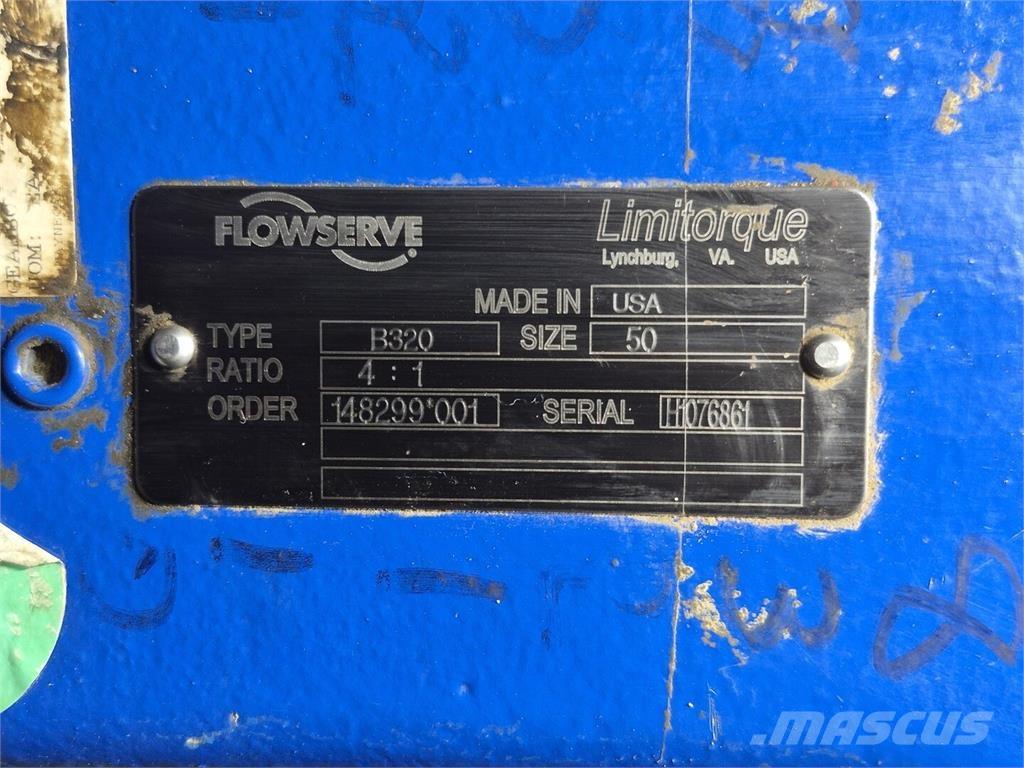 FLOWSERVE®
Limitorque
Lynchburg, VA. USA
MADE IN USA
TYPE B320 SIZE 50
RATIO 4 : 1
ORDER 148299*001 SERIAL H1076861
MASCUS